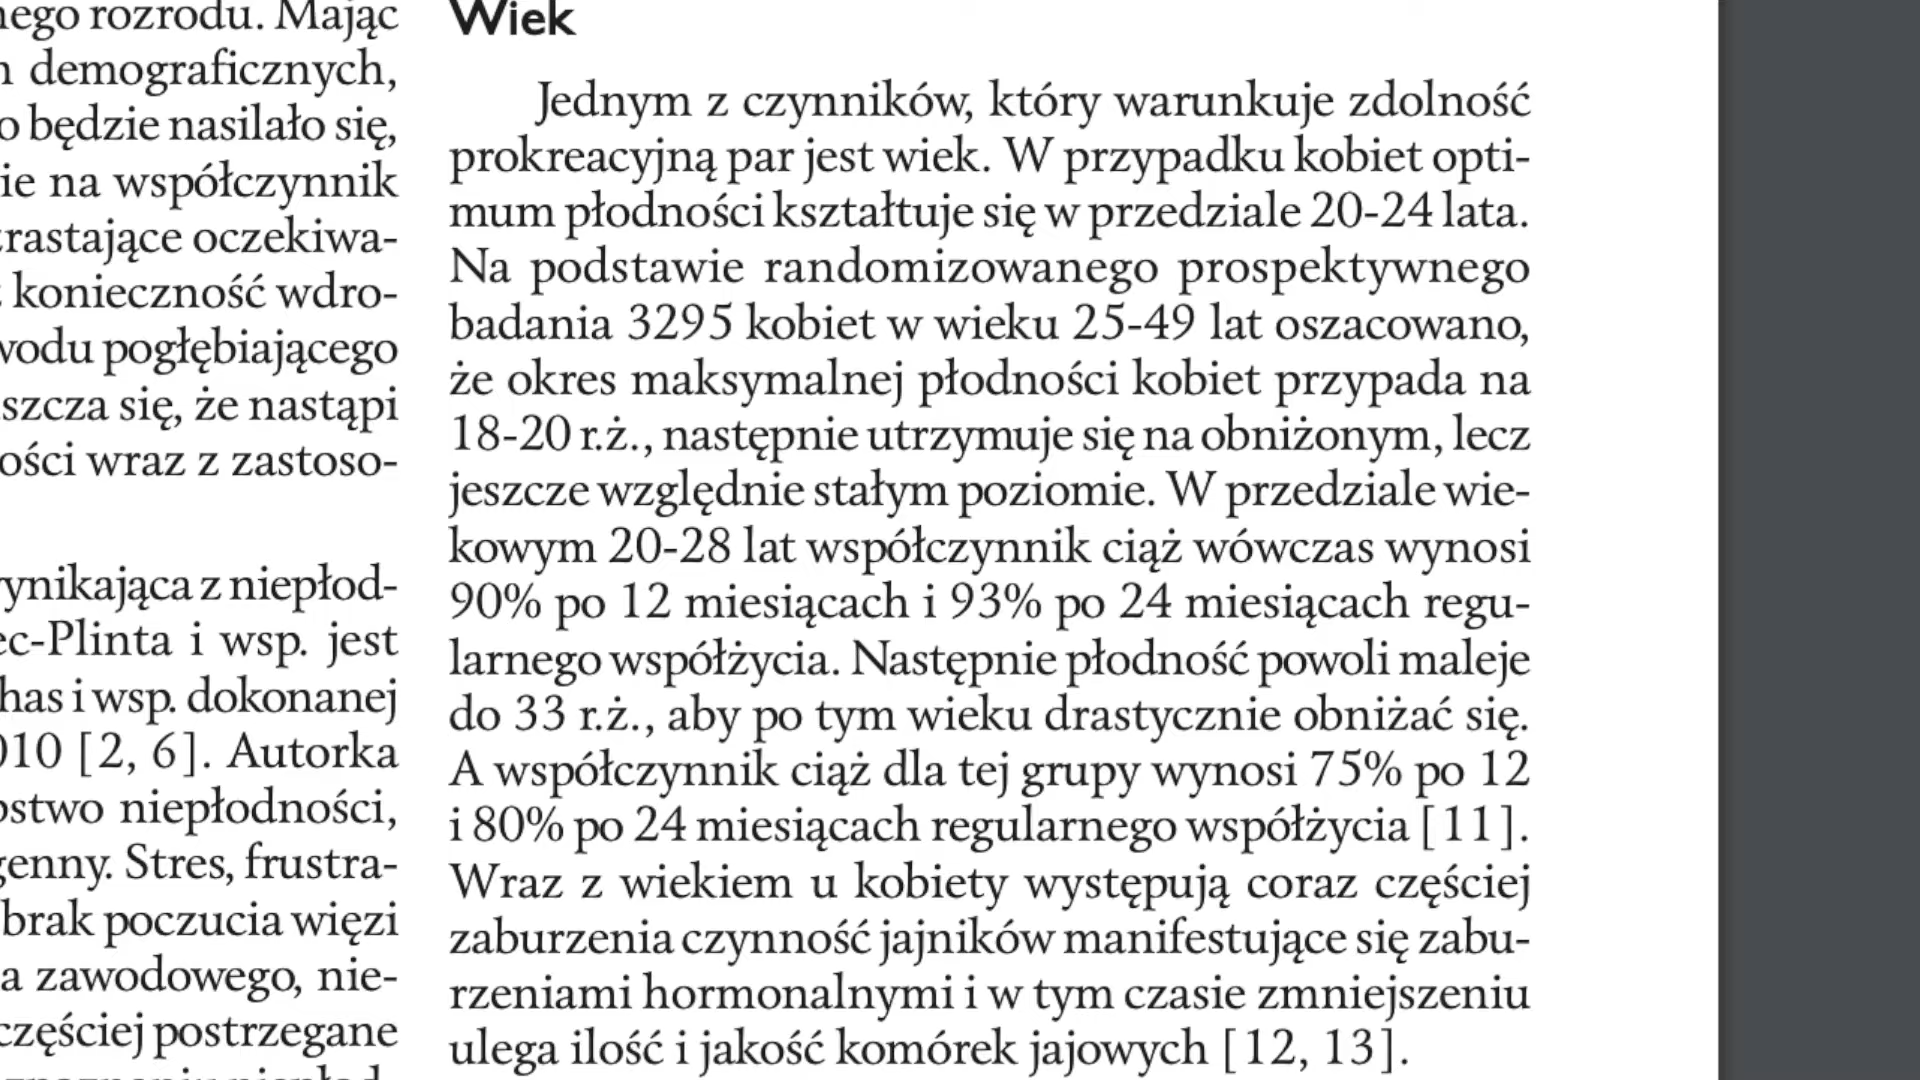 nego rozrodu. Mając
demograficznych,
o będzie nasilało się,
ie na współczynnik
zrastające oczekiwa-
konieczność wdro-
wodu pogłębiającego
szcza się, że nastąpi
ości wraz z zastoso-
ynikająca z niepłod-
ec-Plinta i wsp. jest
has i wsp. dokonanej
010 [2, 6]. Autorka
ostwo niepłodności,
genny. Stres, frustra-
brak poczucia więzi
a zawodowego, nie-
częściej postrzegane
Wiek
Jednym z czynników, który warunkuje zdolność
prokreacyjną par jest wiek. W przypadku kobiet opti-
mum płodności kształtuje się w przedziale 20-24 lata.
Na podstawie randomizowanego prospektywnego
badania 3295 kobiet w wieku 25-49 lat oszacowano,
że okres maksymalnej płodności kobiet przypada na
18-20 r.ż., następnie utrzymuje się na obniżonym, lecz
jeszcze względnie stałym poziomie. W przedziale wie-
kowym 20-28 lat współczynnik ciąż wówczas wynosi
90% po 12 miesiącach i 93% po 24 miesiącach regu-
larnego współżycia. Następnie płodność powoli maleje
do 33 r.ż., aby po tym wieku drastycznie obniżać się.
A współczynnik ciąż dla tej grupy wynosi 75% po 12
i 80% po 24 miesiącach regularnego współżycia [11].
Wraz z wiekiem u kobiety występują coraz częściej
zaburzenia czynność jajników manifestujące się zabu-
rzeniami hormonalnymi i w tym czasie zmniejszeniu
ulega ilość i jakość komórek jajowych [12, 13].